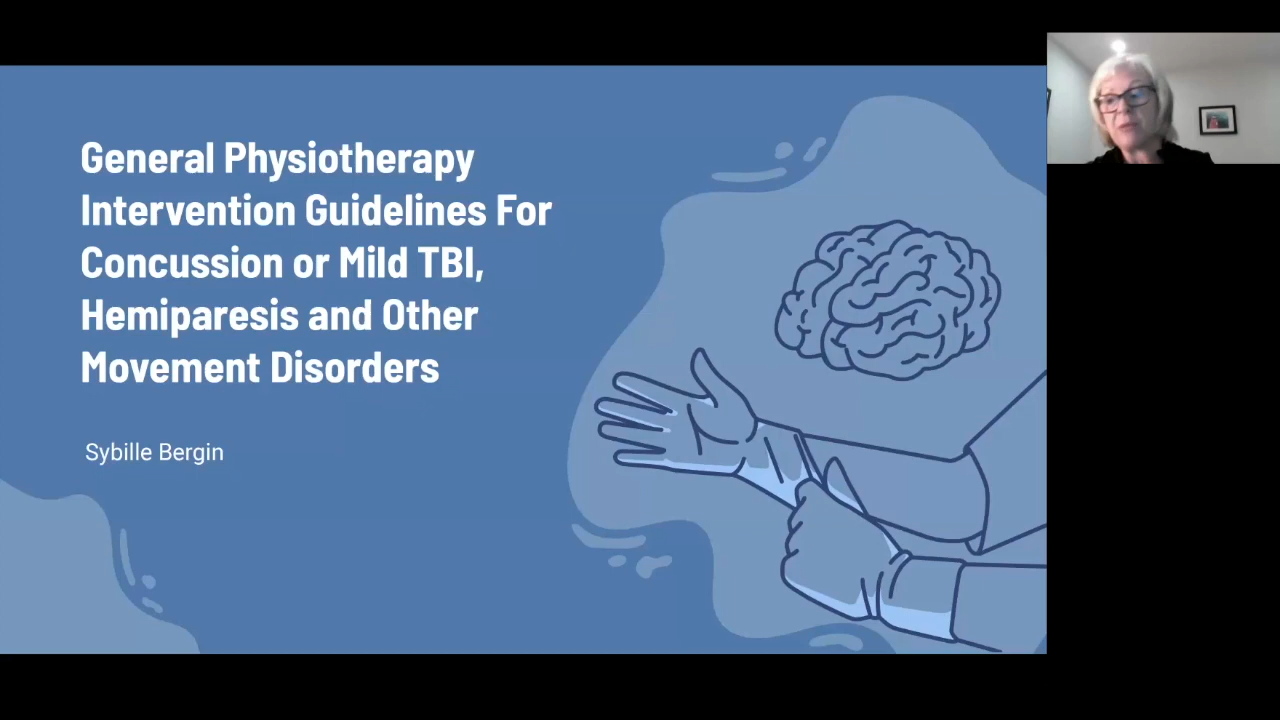 General Physiotherapy
Intervention Guidelines For
Concussion or Mild TBI,
Hemiparesis and Other
Movement Disorders
Sybille Bergin